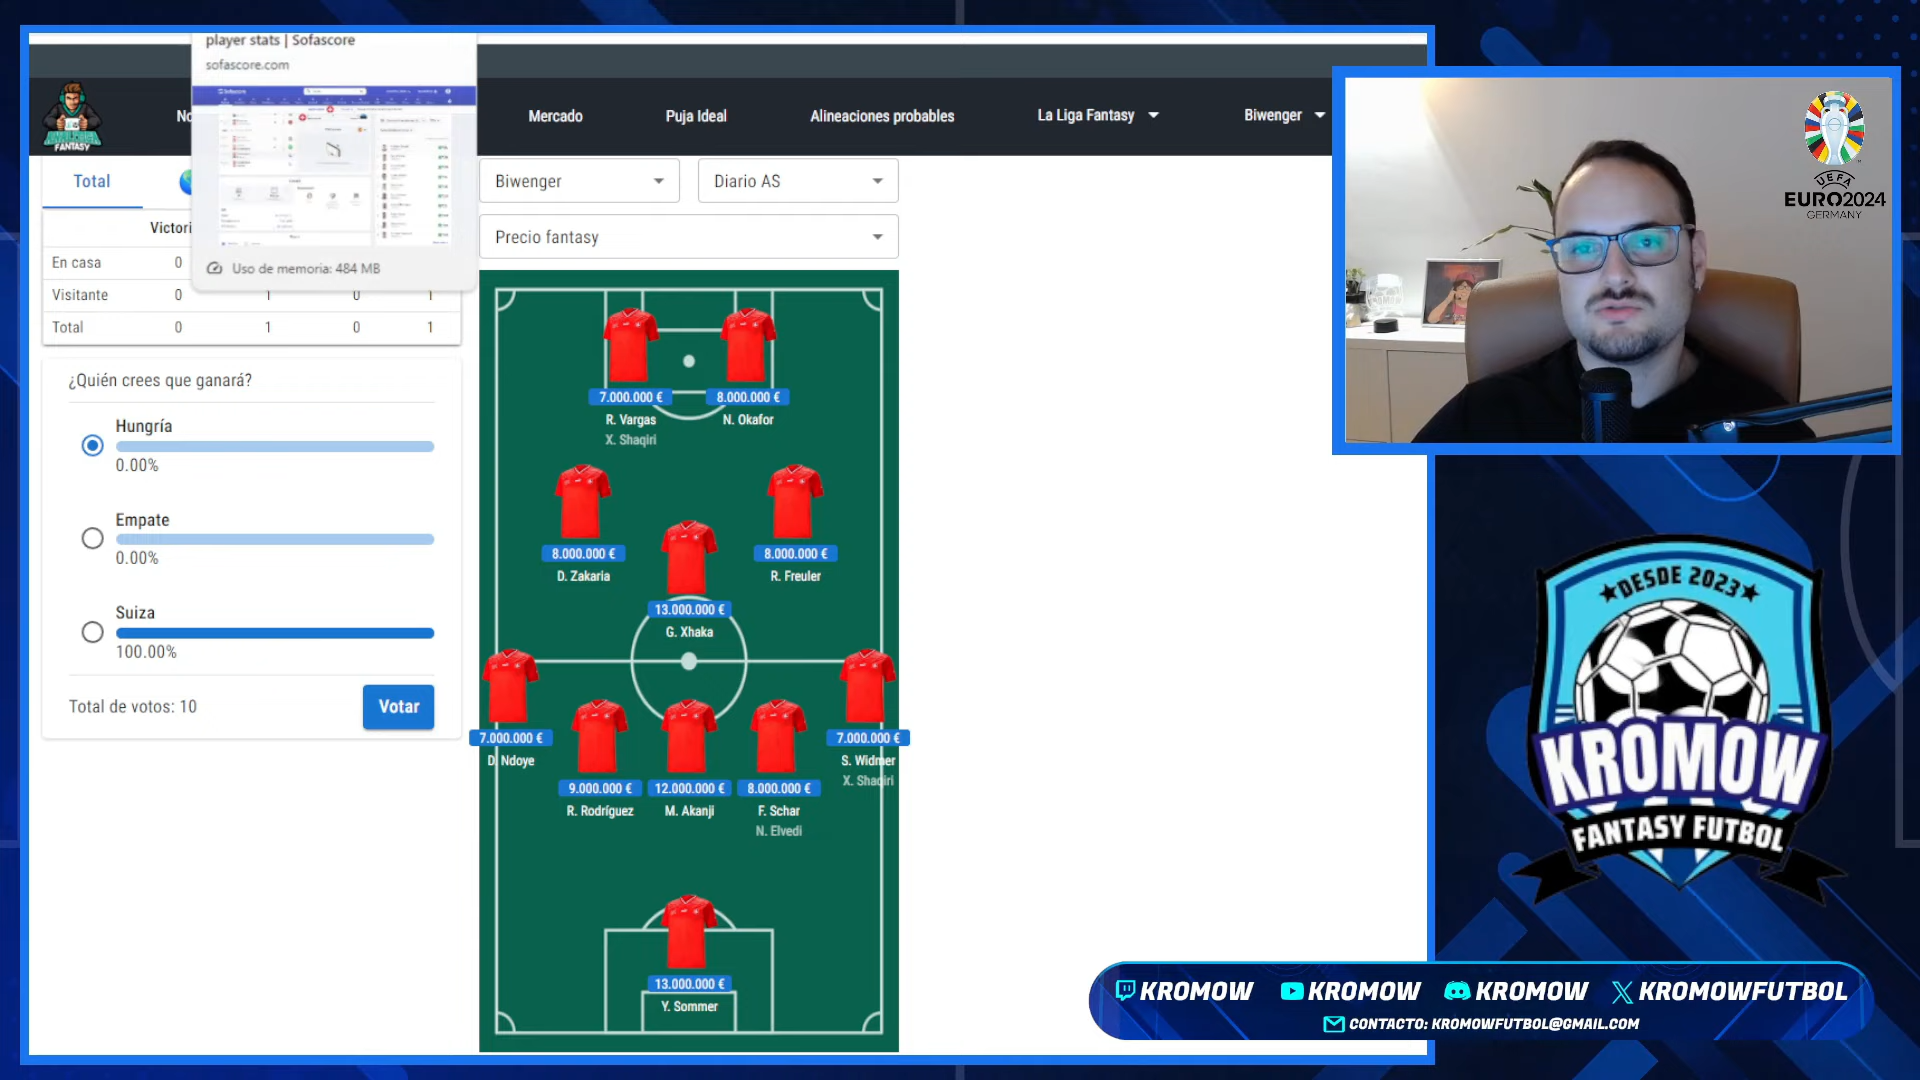 player stats | Sofascore
sofascore.com
Uso de memoria: 484 MB
FANTASY
No
Mercado
Puja Ideal
Alineaciones probables
La Liga Fantasy
Biwenger
Total
Biwenger
Diario AS
Precio fantasy
Victori
En casa 0
Visitante 0 1 0 1
Total 0 1 0 1
¿Quién crees que ganará?
Hungría
0.00%
Empate
0.00%
Suiza
100.00%
Total de votos: 10
Votar
7.000.000 €
R. Vargas
X. Shaqiri
8.000.000 €
N. Okafor
8.000.000 €
D. Zakaria
8.000.000 €
R. Freuler
13.000.000 €
G. Xhaka
7.000.000 €
D. Ndoye
7.000.000 €
S. Widmer
X. Shaqiri
9.000.000 €
R. Rodríguez
12.000.000 €
M. Akanji
8.000.000 €
F. Schar
N. Elvedi
13.000.000 €
Y. Sommer
UEFA
EURO2024
GERMANY
DESDE 2023
KROMOW
FANTASY FUTBOL
KROMOW
KROMOW
KROMOW
KROMOWFUTBOL
CONTACTO: KROMOWFUTBOL@GMAIL.COM